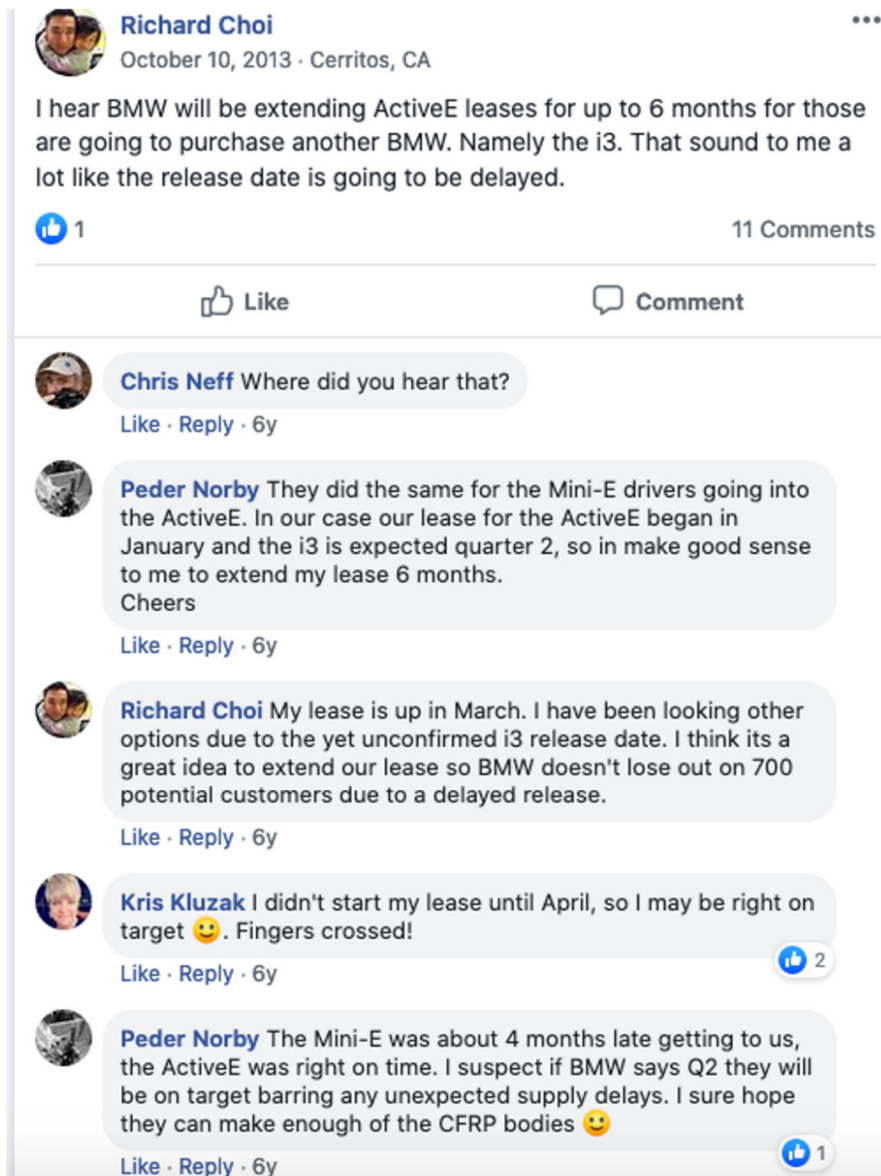 Richard Choi
October 10, 2013 · Cerritos, CA
I hear BMW will be extending ActiveE leases for up to 6 months for those
are going to purchase another BMW. Namely the i3. That sound to me a
lot like the release date is going to be delayed.
1
11 Comments
Like
Comment
Chris Neff Where did you hear that?
Like · Reply · 6y
Peder Norby They did the same for the Mini-E drivers going into
the ActiveE. In our case our lease for the ActiveE began in
January and the i3 is expected quarter 2, so in make good sense
to me to extend my lease 6 months.
Cheers
Like · Reply · 6y
Richard Choi My lease is up in March. I have been looking other
options due to the yet unconfirmed i3 release date. I think its a
great idea to extend our lease so BMW doesn't lose out on 700
potential customers due to a delayed release.
Like · Reply · 6y
Kris Kluzak I didn't start my lease until April, so I may be right on
target 🙂. Fingers crossed!
2
Like · Reply · 6y
Peder Norby The Mini-E was about 4 months late getting to us,
the ActiveE was right on time. I suspect if BMW says Q2 they will
be on target barring any unexpected supply delays. I sure hope
they can make enough of the CFRP bodies 🙂
1
Like · Reply · 6y